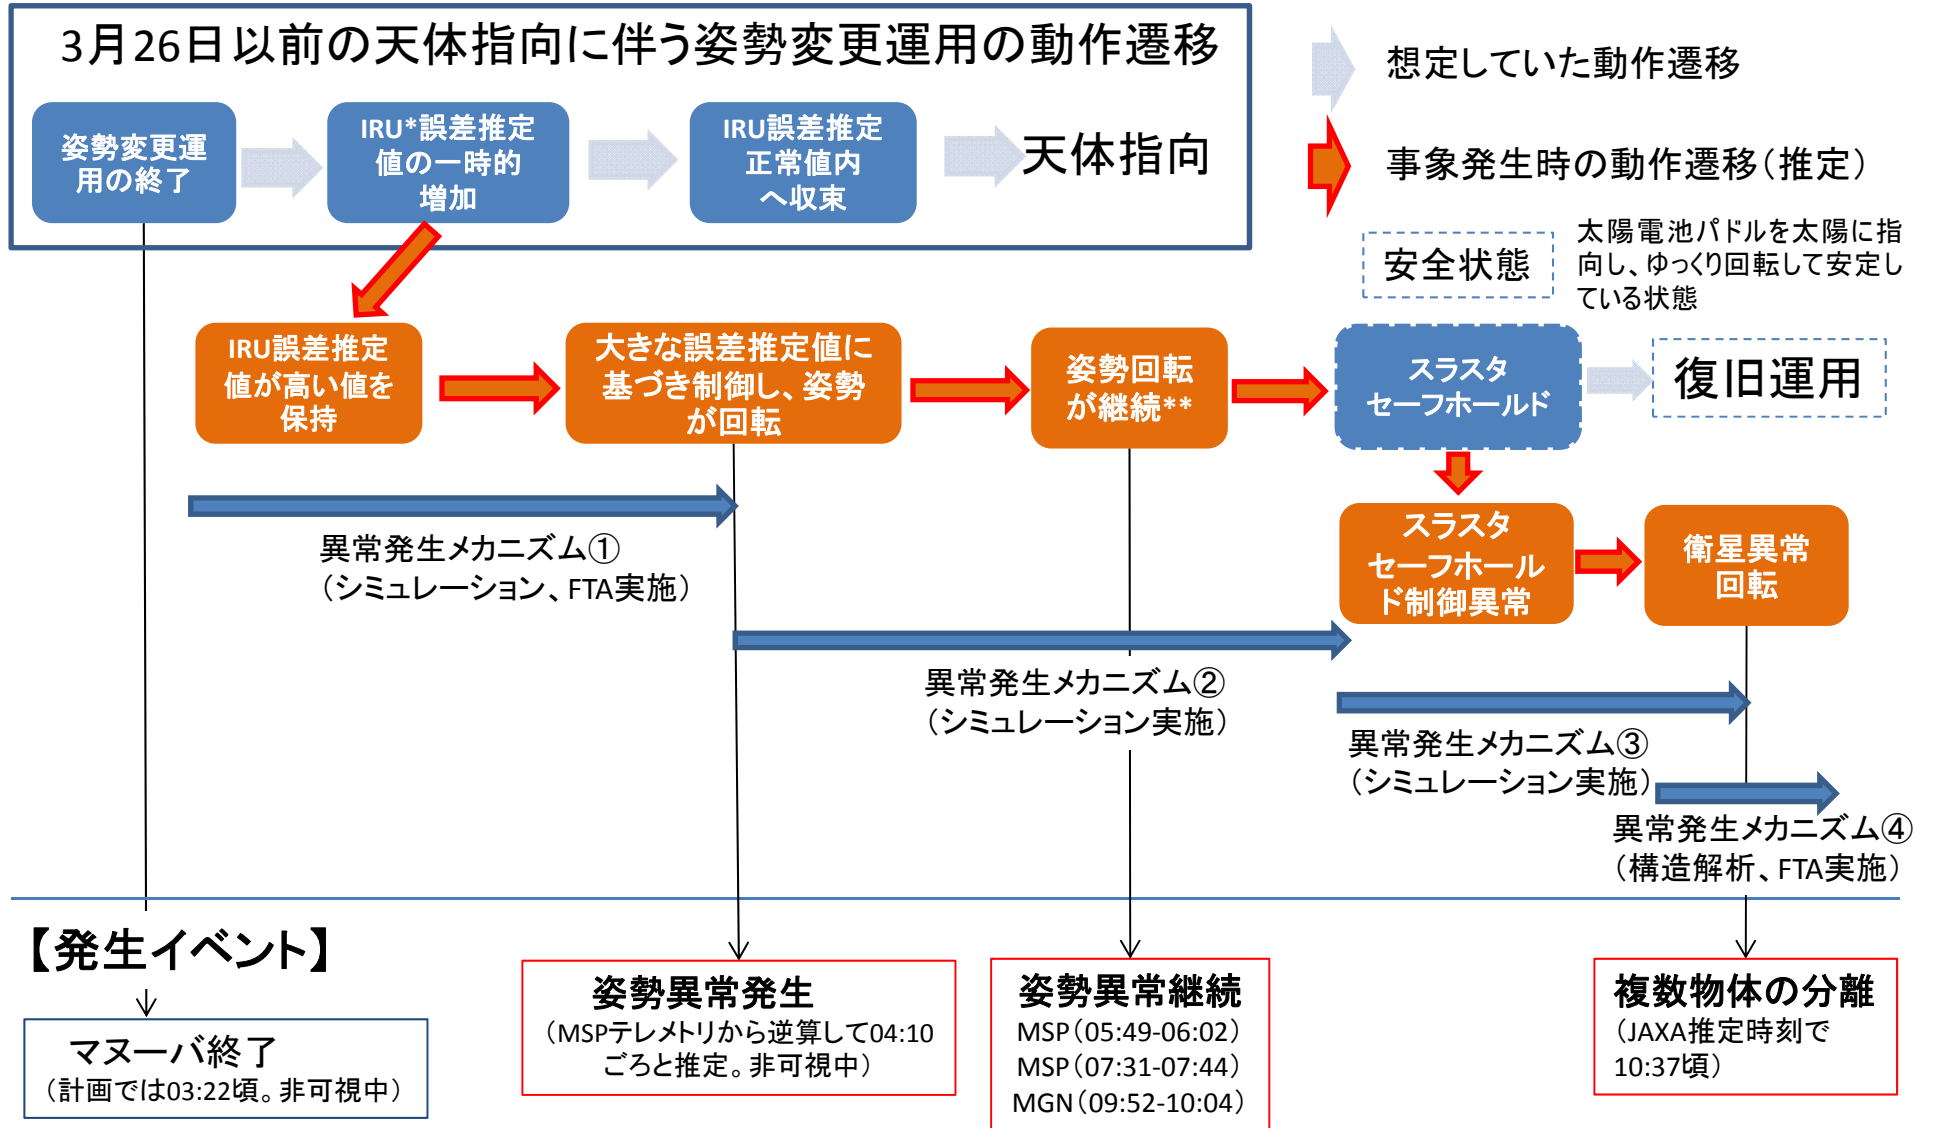 3月26日以前の天体指向に伴う姿勢変更運用の動作遷移
姿勢変更運
用の終了
IRU*誤差推定
値の一時的
増加
IRU誤差推定
正常値内
へ収束
天体指向
想定していた動作遷移
事象発生時の動作遷移（推定）
安全状態
太陽電池パドルを太陽に指
向し、ゆっくり回転して安定し
ている状態
IRU誤差推定
値が高い値を
保持
大きな誤差推定値に
基づき制御し、姿勢
が回転
姿勢回転
が継続**
スラスタ
セーフホールド
復旧運用
スラスタ
セーフホール
ド制御異常
衛星異常
回転
異常発生メカニズム①
（シミュレーション、FTA実施）
異常発生メカニズム②
（シミュレーション実施）
異常発生メカニズム③
（シミュレーション実施）
異常発生メカニズム④
（構造解析、FTA実施）
【発生イベント】
マヌーバ終了
（計画では03:22頃。非可視中）
姿勢異常発生
（MSPテレメトリから逆算して04:10
ごろと推定。非可視中）
姿勢異常継続
MSP（05:49-06:02）
MSP（07:31-07:44）
MGN（09:52-10:04）
複数物体の分離
（JAXA推定時刻で
10:37頃）